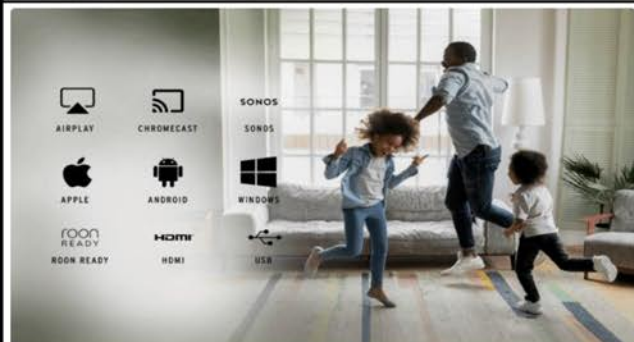 SONOS
AIRPLAY CHROMECAST SONOS
APPLE ANDROID WINDOWS
roon
READY
HDMI
ROON READY HDMI USB